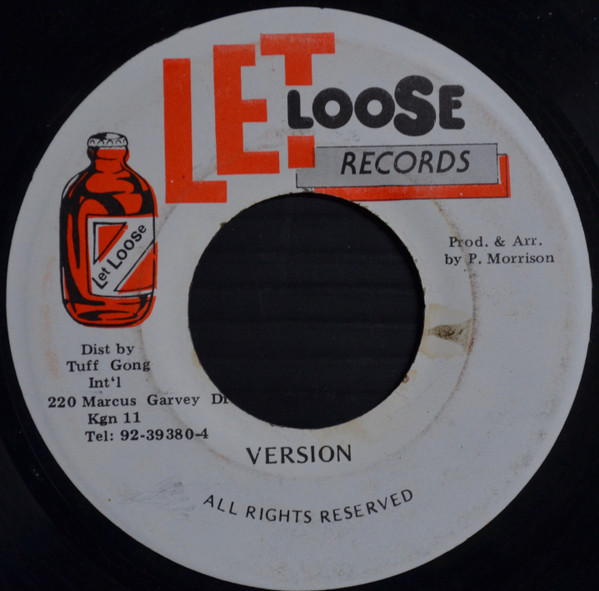 LET
LOOSE
RECORDS
Let Loose
Prod. & Arr.
by P. Morrison
Dist by
Tuff Gong
Int'l
220 Marcus Garvey Dr
Kgn 11
Tel: 92-39380-4
VERSION
ALL RIGHTS RESERVED